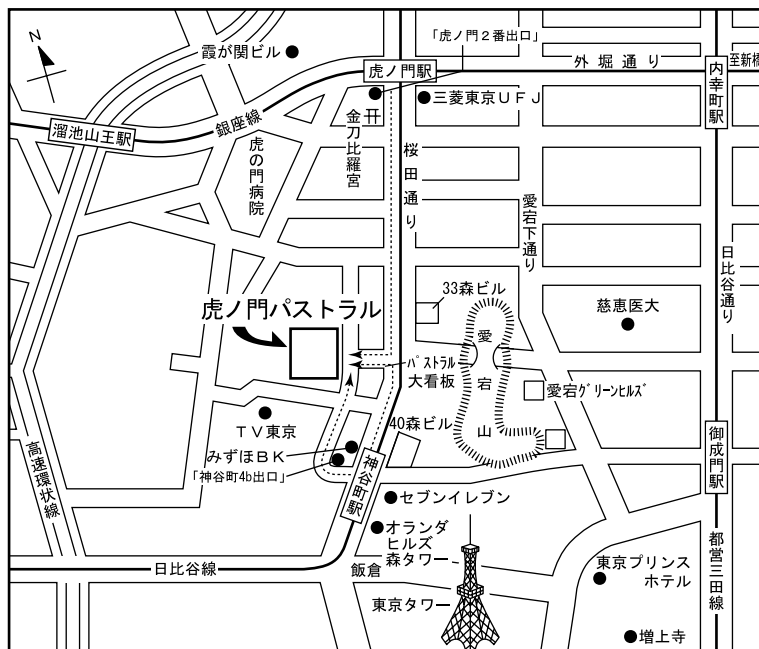 N
霞が関ビル
「虎ノ門2番出口」
外堀通り
至新橋
虎ノ門駅
内幸町駅
三菱東京UFJ
溜池山王駅
銀座線
虎の門病院
金刀比羅宮
桜田通り
愛宕下通り
日比谷通り
33森ビル
慈恵医大
虎ノ門パストラル
愛宕山
パストラル
大看板
愛宕グリーンヒルズ
TV東京
40森ビル
みずほBK
「神谷町4b出口」
神谷町駅
御成門駅
高速環状線
セブンイレブン
オランダ
ヒルズ
森タワー
都営三田線
日比谷線
飯倉
東京タワー
東京プリンス
ホテル
増上寺